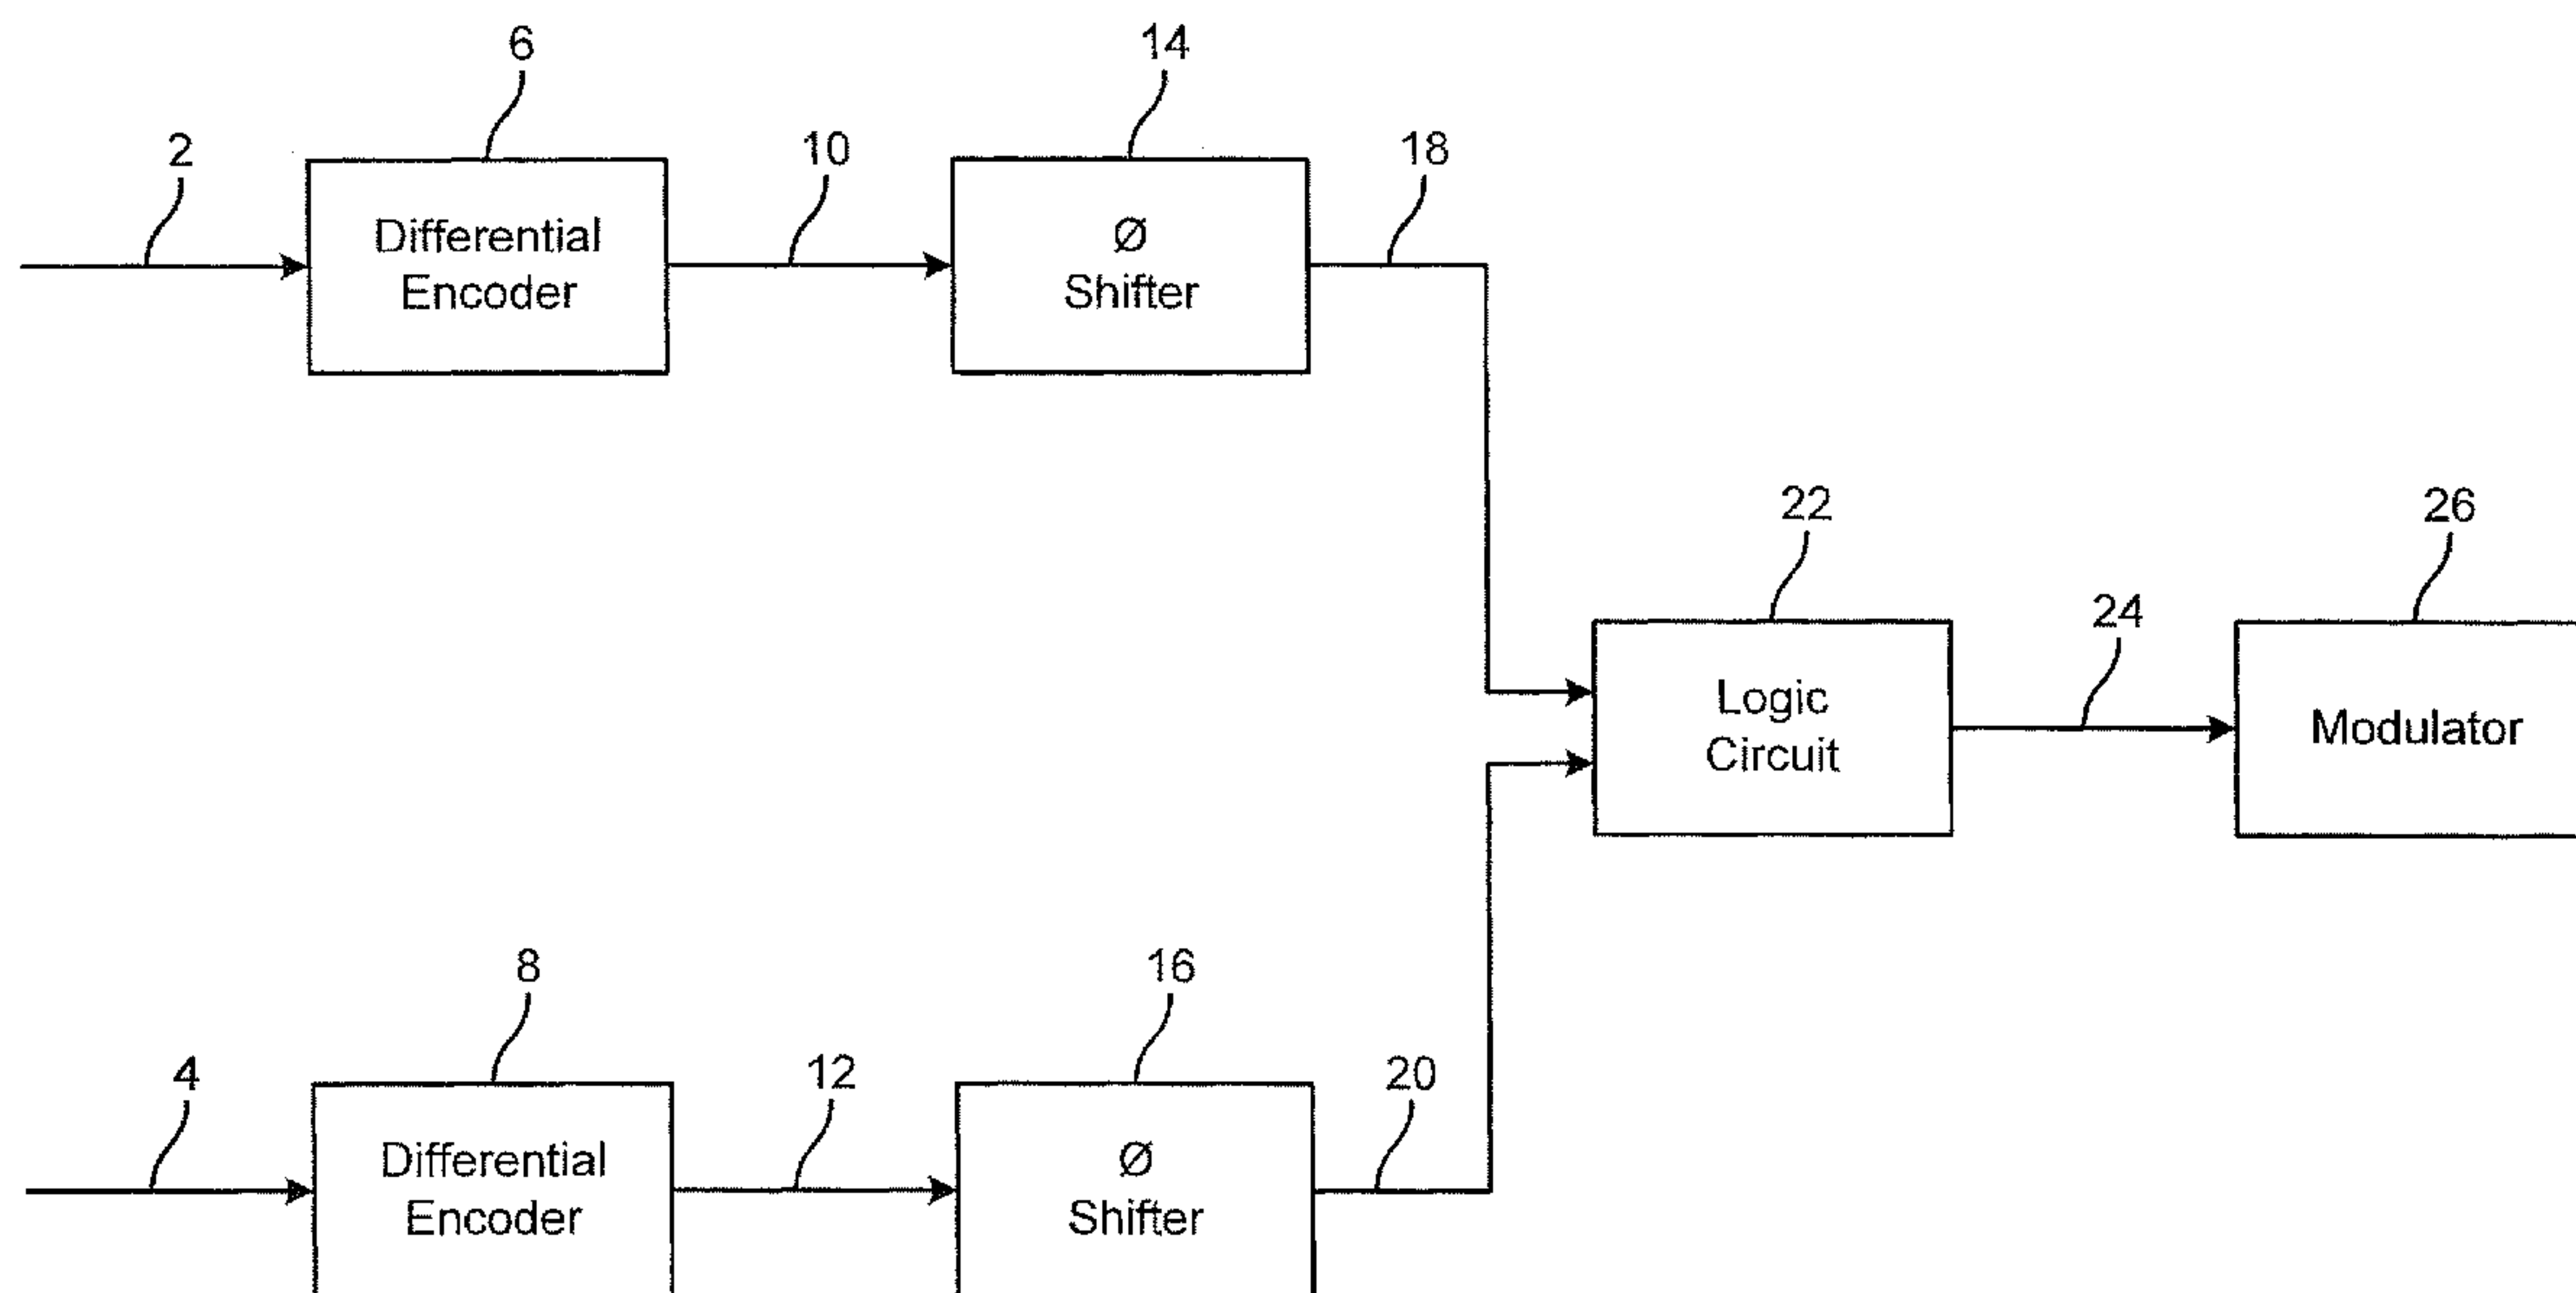 6
14
2
10
18
Differential
Encoder
Ø
Shifter
22
26
24
Logic
Circuit
Modulator
8
16
4
12
20
Differential
Encoder
Ø
Shifter